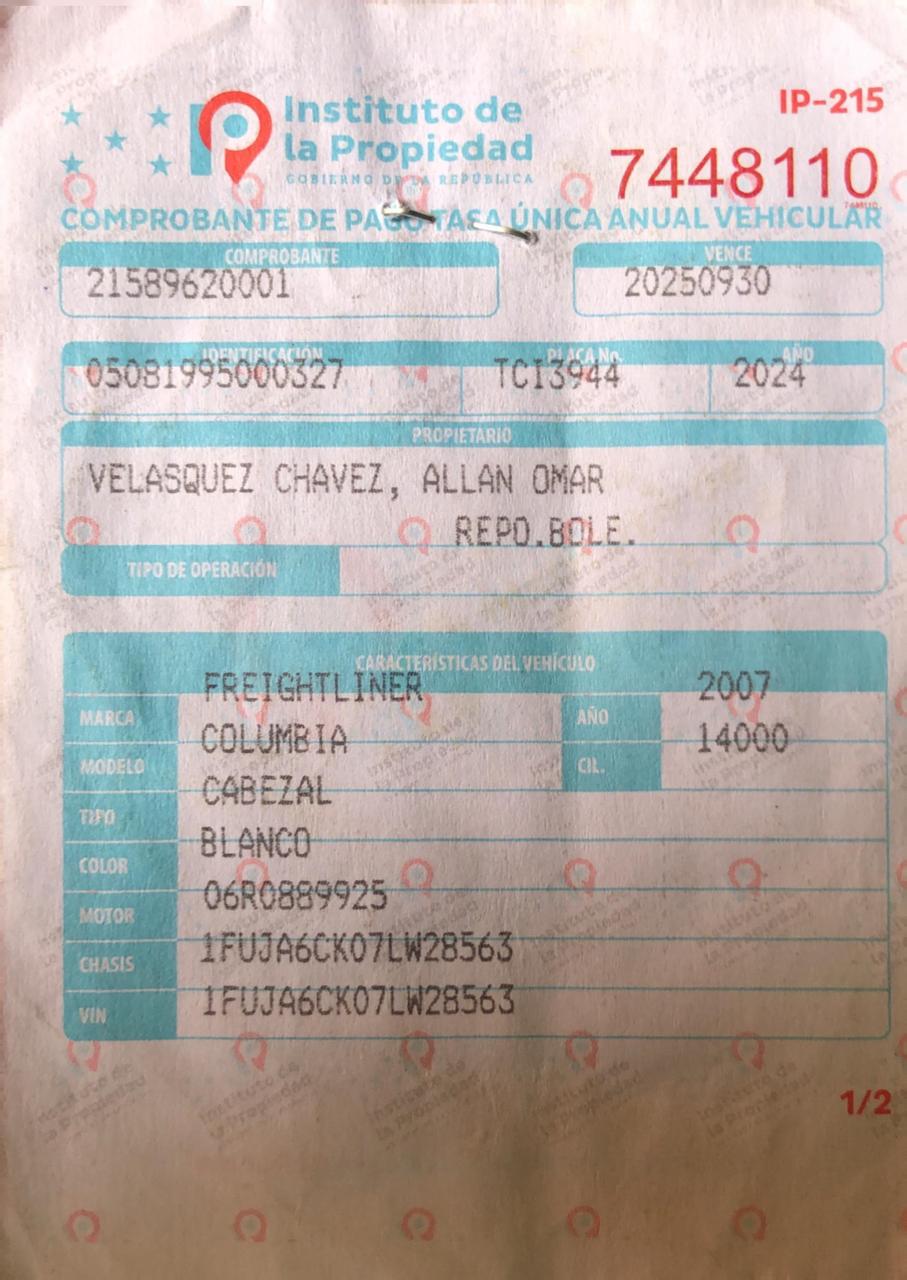 IP-215
Instituto de
la Propiedad
GOBIERNO DE LA REPÚBLICA
7448110
COMPROBANTE DE PAGO TASA ÚNICA ANUAL VEHICULAR
COMPROBANTE VENCE
21589620001 20250930
IDENTIFICACIÓN PLACA No. AÑO
05081995000327 TCI3944 2024
PROPIETARIO
VELASQUEZ CHAVEZ, ALLAN OMAR
REPO.BOLE.
TIPO DE OPERACIÓN
CARACTERÍSTICAS DEL VEHÍCULO
MARCA FREIGHTLINER AÑO 2007
MODELO COLUMBIA CIL. 14000
TIPO CABEZAL
COLOR BLANCO
MOTOR 06R0889925
CHASIS 1FUJA6CK07LW28563
VIN 1FUJA6CK07LW28563
1/2